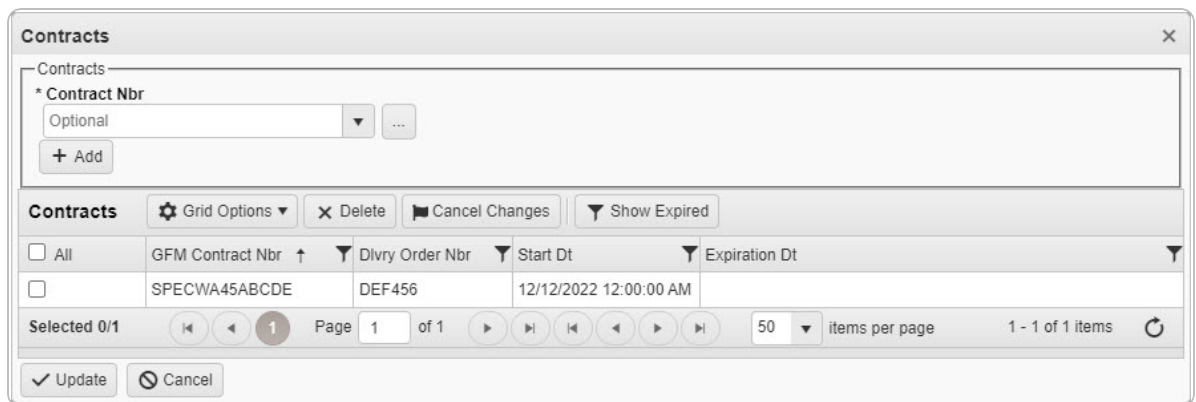 Contracts
Contracts
* Contract Nbr
Optional ...
+ Add
Contracts Grid Options Delete Cancel Changes Show Expired
All GFM Contract Nbr ↑ Dlvry Order Nbr Start Dt Expiration Dt
SPECWA45ABCDE DEF456 12/12/2022 12:00:00 AM
Selected 0/1 1 Page 1 of 1 50 items per page 1 - 1 of 1 items
Update Cancel